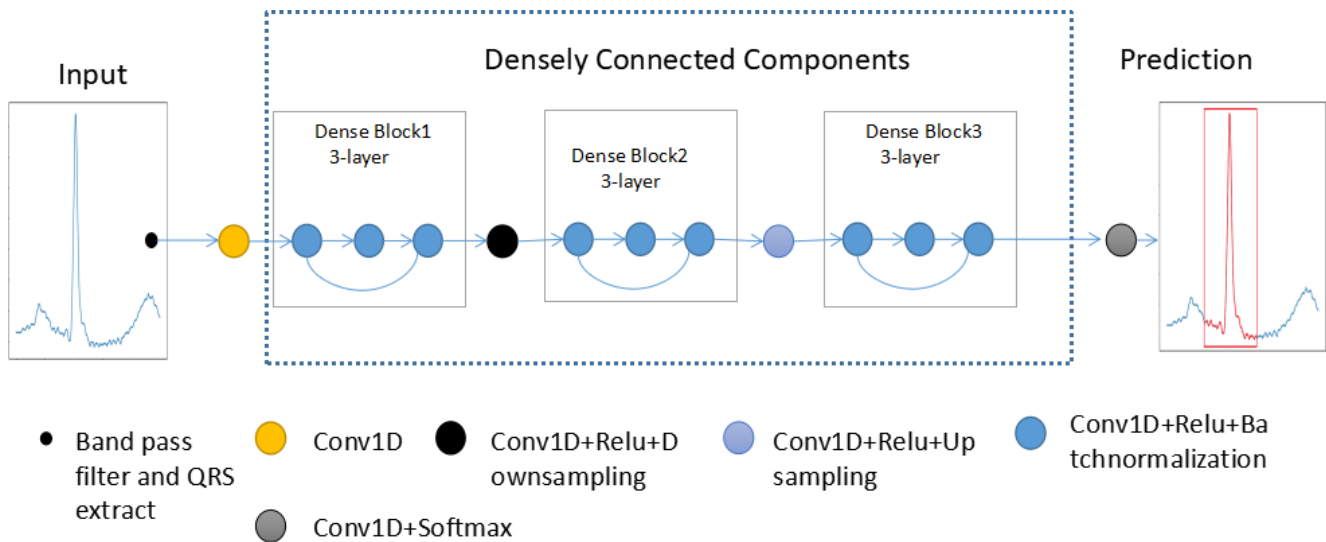 Input
Densely Connected Components
Prediction
Dense Block1
3-layer
Dense Block2
3-layer
Dense Block3
3-layer
Band pass
filter and QRS
extract
Conv1D
Conv1D+Relu+D
ownsampling
Conv1D+Relu+Up
sampling
Conv1D+Relu+Ba
tchnormalization
Conv1D+Softmax